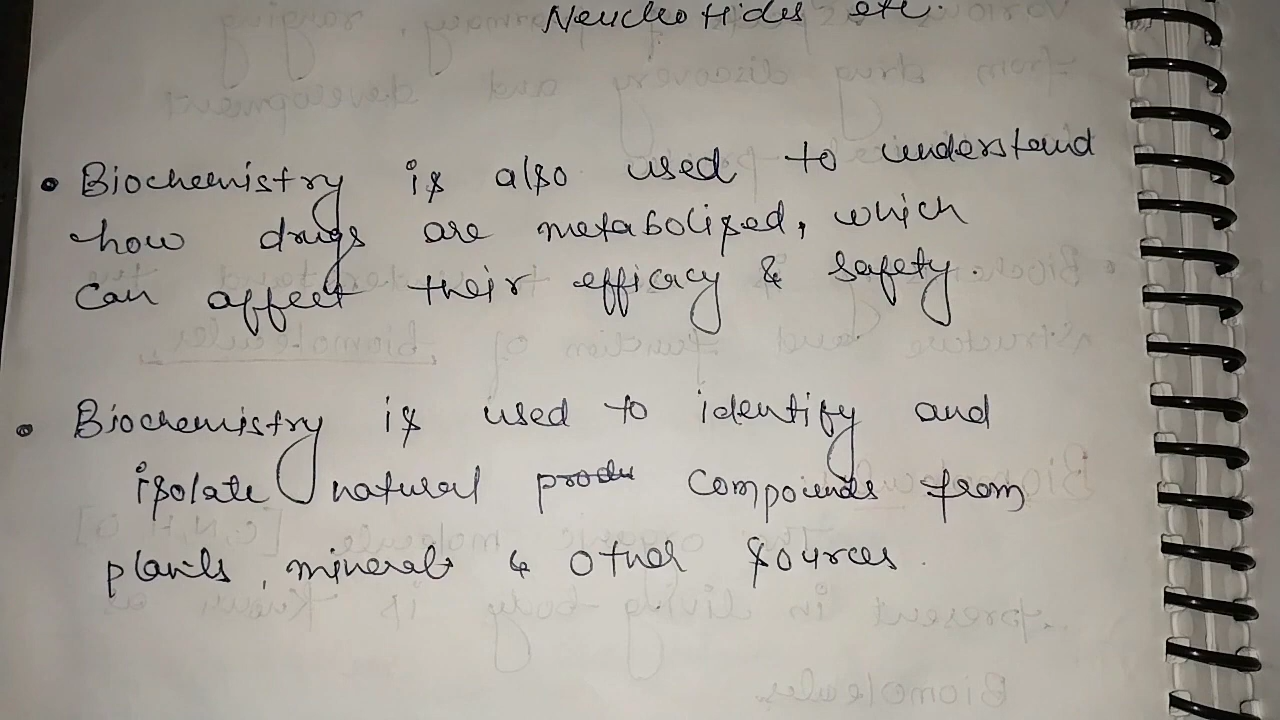 Neucleotides etc.
• Biochemistry is also used to understand
how drugs are metabolised, which
can affect their efficacy & safety.
• Biochemistry is used to identify and
isolate natural produ compounds from
plants, minerals & other sources.